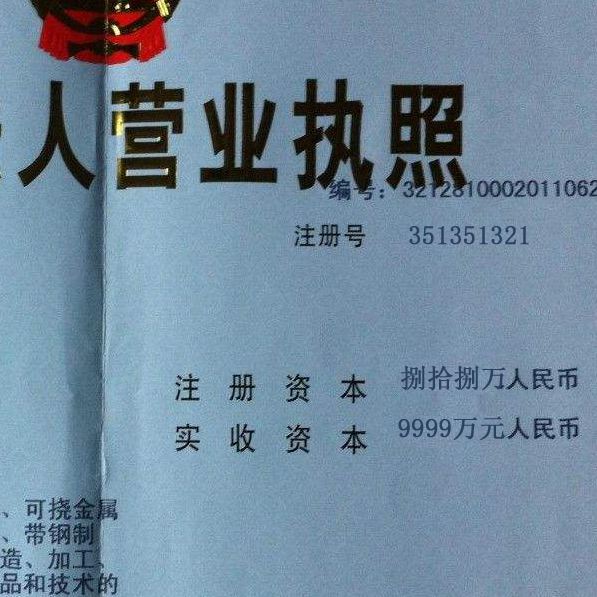 人营业执照
编号：3212810002011062
注册号 351351321
注册资本 捌拾捌万人民币
实收资本 9999万元人民币
、可挠金属
、带钢制
造、加工、
品和技术的